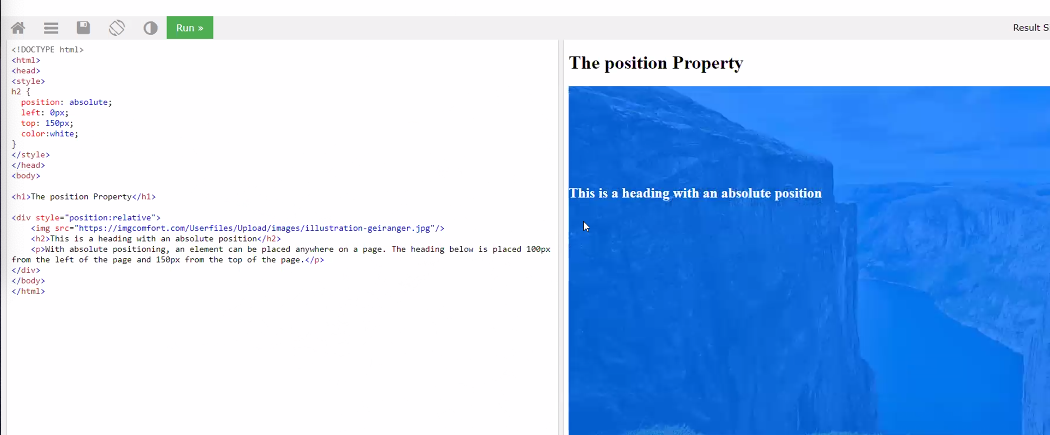 Run »
Result S
<!DOCTYPE html>
<html>
<head>
<style>
h2 {
position: absolute;
left: 0px;
top: 150px;
color:white;
}
</style>
</head>
<body>
<h1>The position Property</h1>
<div style="position:relative">
<img src="https://imgcomfort.com/Userfiles/Upload/images/illustration-geiranger.jpg"/>
<h2>This is a heading with an absolute position</h2>
<p>With absolute positioning, an element can be placed anywhere on a page. The heading below is placed 100px
from the left of the page and 150px from the top of the page.</p>
</div>
</body>
</html>
The position Property
This is a heading with an absolute position